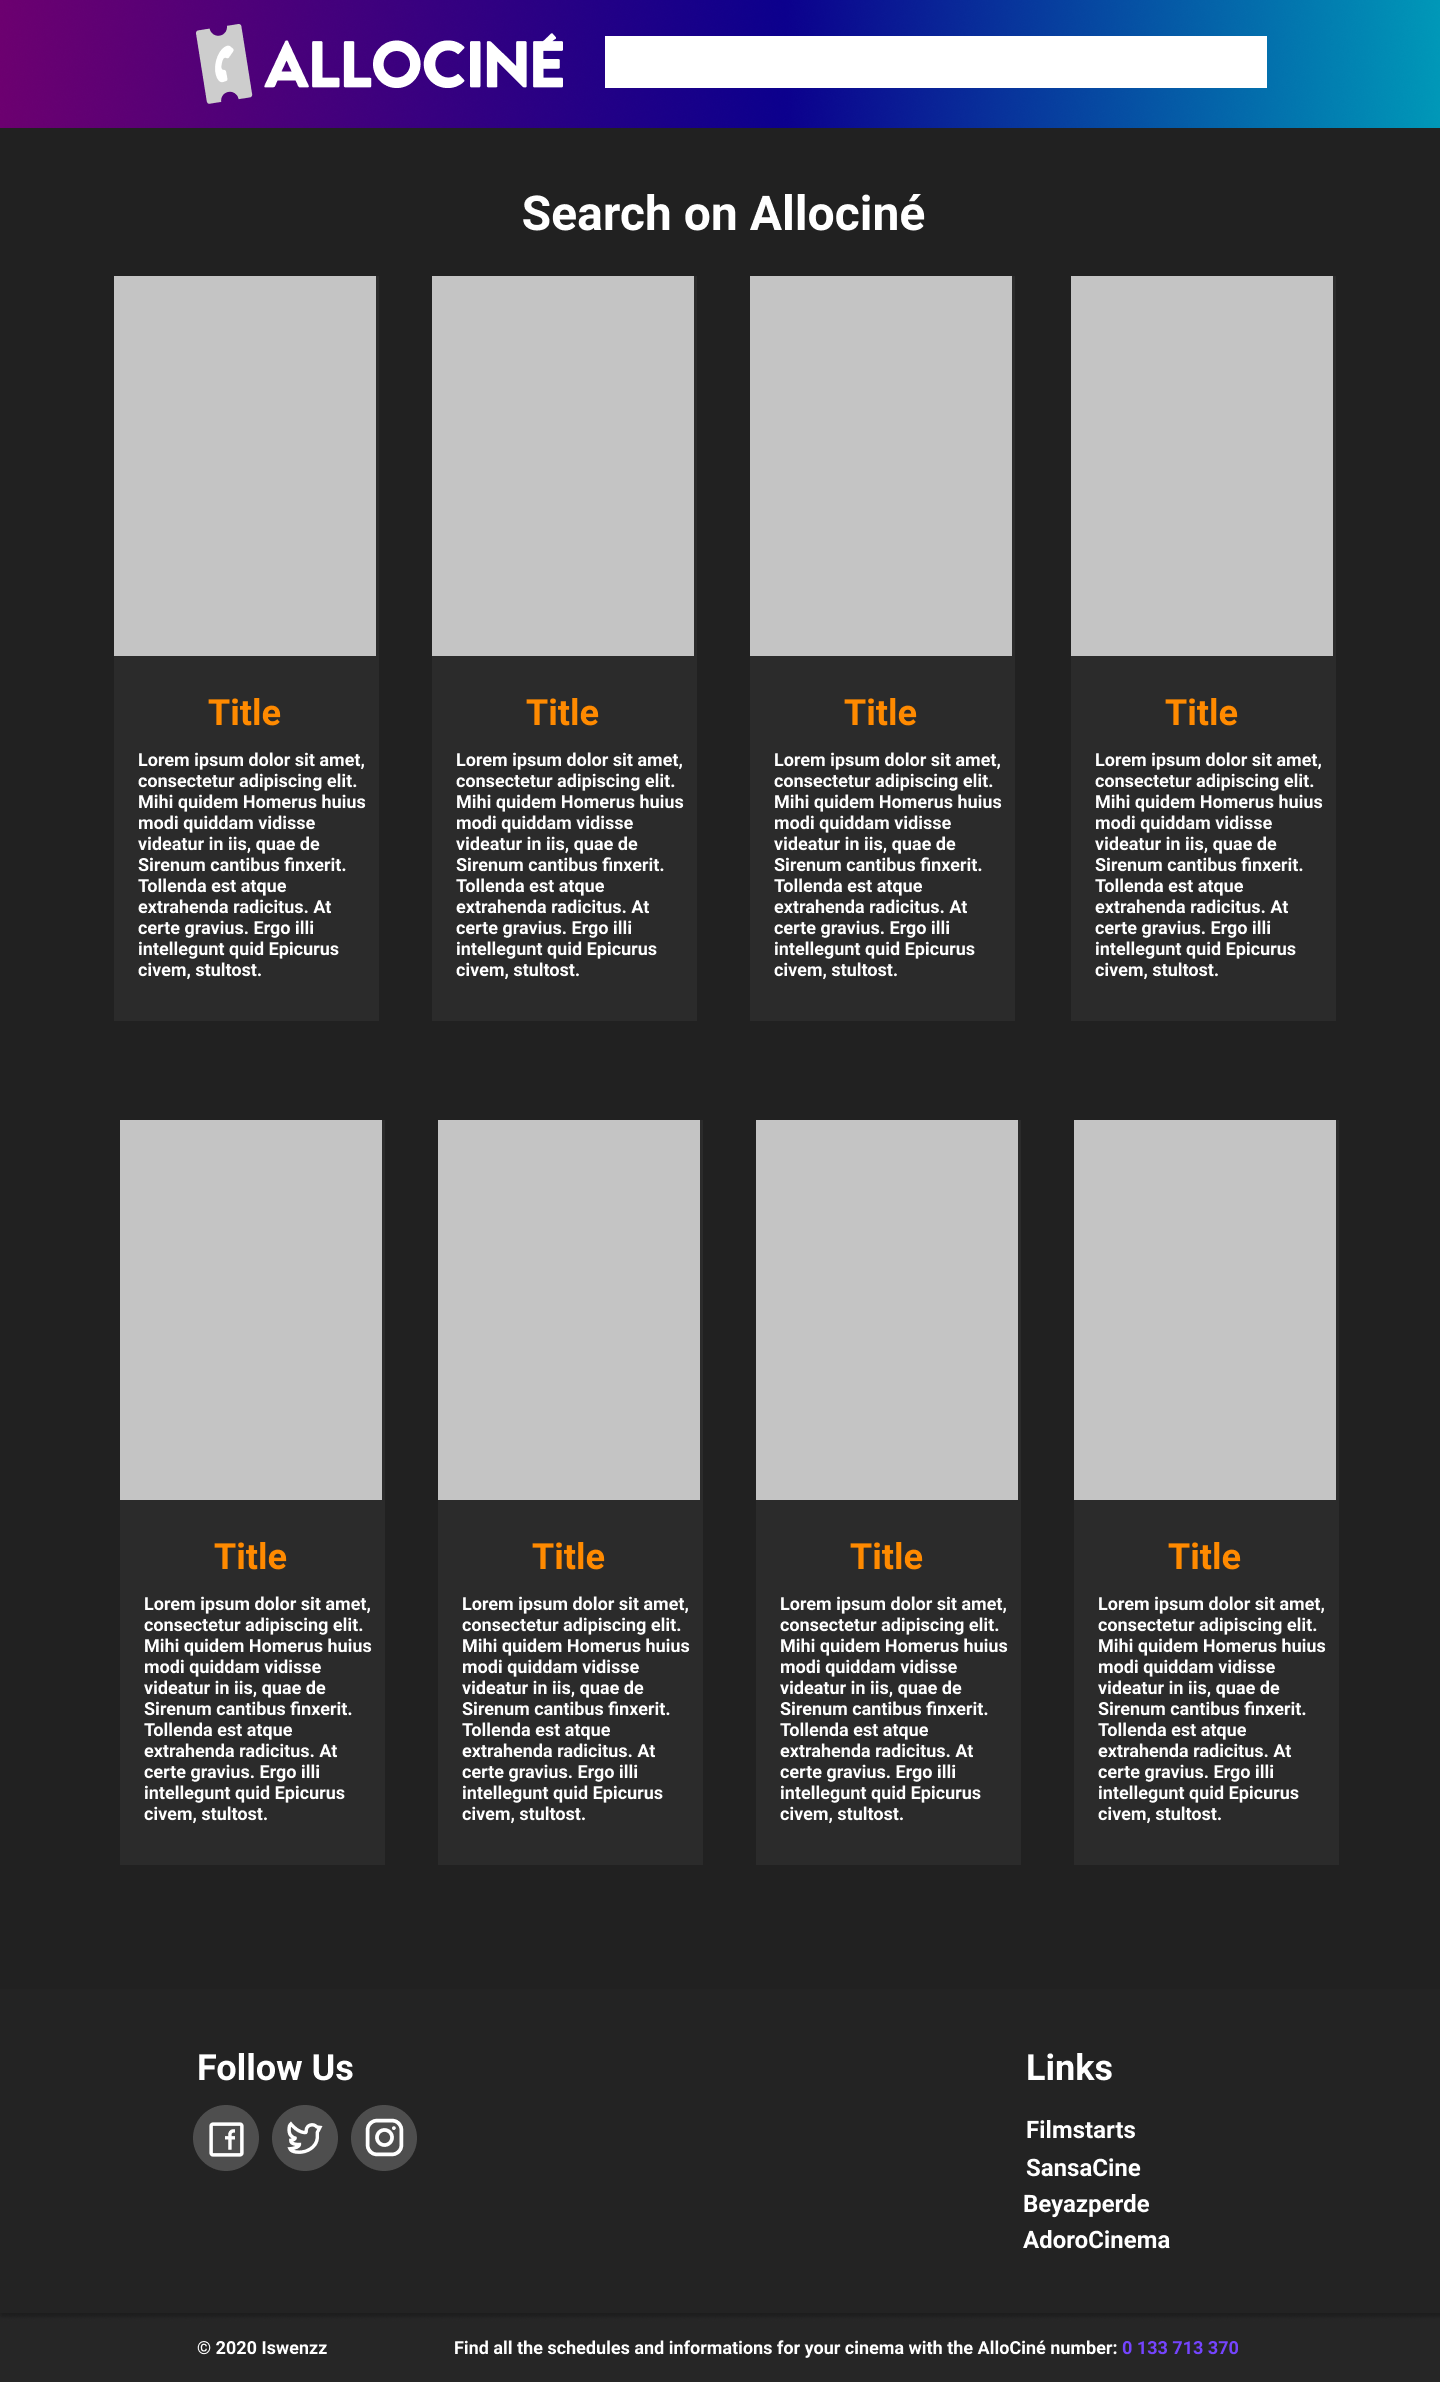 ALLOCINÉ
Search on Allociné
Title
Lorem ipsum dolor sit amet,
consectetur adipiscing elit.
Mihi quidem Homerus huius
modi quiddam vidisse
videatur in iis, quae de
Sirenum cantibus finxerit.
Tollenda est atque
extrahenda radicitus. At
certe gravius. Ergo illi
intellegunt quid Epicurus
civem, stultost.
Title
Lorem ipsum dolor sit amet,
consectetur adipiscing elit.
Mihi quidem Homerus huius
modi quiddam vidisse
videatur in iis, quae de
Sirenum cantibus finxerit.
Tollenda est atque
extrahenda radicitus. At
certe gravius. Ergo illi
intellegunt quid Epicurus
civem, stultost.
Title
Lorem ipsum dolor sit amet,
consectetur adipiscing elit.
Mihi quidem Homerus huius
modi quiddam vidisse
videatur in iis, quae de
Sirenum cantibus finxerit.
Tollenda est atque
extrahenda radicitus. At
certe gravius. Ergo illi
intellegunt quid Epicurus
civem, stultost.
Title
Lorem ipsum dolor sit amet,
consectetur adipiscing elit.
Mihi quidem Homerus huius
modi quiddam vidisse
videatur in iis, quae de
Sirenum cantibus finxerit.
Tollenda est atque
extrahenda radicitus. At
certe gravius. Ergo illi
intellegunt quid Epicurus
civem, stultost.
Title
Lorem ipsum dolor sit amet,
consectetur adipiscing elit.
Mihi quidem Homerus huius
modi quiddam vidisse
videatur in iis, quae de
Sirenum cantibus finxerit.
Tollenda est atque
extrahenda radicitus. At
certe gravius. Ergo illi
intellegunt quid Epicurus
civem, stultost.
Title
Lorem ipsum dolor sit amet,
consectetur adipiscing elit.
Mihi quidem Homerus huius
modi quiddam vidisse
videatur in iis, quae de
Sirenum cantibus finxerit.
Tollenda est atque
extrahenda radicitus. At
certe gravius. Ergo illi
intellegunt quid Epicurus
civem, stultost.
Title
Lorem ipsum dolor sit amet,
consectetur adipiscing elit.
Mihi quidem Homerus huius
modi quiddam vidisse
videatur in iis, quae de
Sirenum cantibus finxerit.
Tollenda est atque
extrahenda radicitus. At
certe gravius. Ergo illi
intellegunt quid Epicurus
civem, stultost.
Title
Lorem ipsum dolor sit amet,
consectetur adipiscing elit.
Mihi quidem Homerus huius
modi quiddam vidisse
videatur in iis, quae de
Sirenum cantibus finxerit.
Tollenda est atque
extrahenda radicitus. At
certe gravius. Ergo illi
intellegunt quid Epicurus
civem, stultost.
Follow Us
Links
Filmstarts
SansaCine
Beyazperde
AdoroCinema
© 2020 Iswenzz
Find all the schedules and informations for your cinema with the AlloCiné number: 0 133 713 370